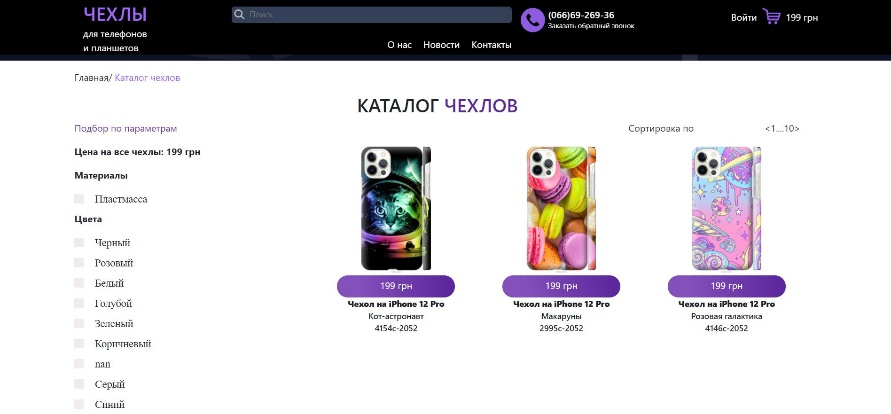 ЧЕХЛЫ
для телефонов
и планшетов
Поиск
(066)69-269-36
Заказать обратный звонок
Войти
199 грн
О нас Новости Контакты
Главная/ Каталог чехлов
КАТАЛОГ ЧЕХЛОВ
Подбор по параметрам
Сортировка по
<1....10>
Цена на все чехлы: 199 грн
Материалы
Пластмасса
Цвета
Черный
Розовый
Белый
Голубой
Зеленый
Коричневый
nan
Серый
Синий
199 грн
Чехол на iPhone 12 Pro
Кот-астронавт
4154c-2052
199 грн
Чехол на iPhone 12 Pro
Макаруны
2995c-2052
199 грн
Чехол на iPhone 12 Pro
Розовая галактика
4146c-2052